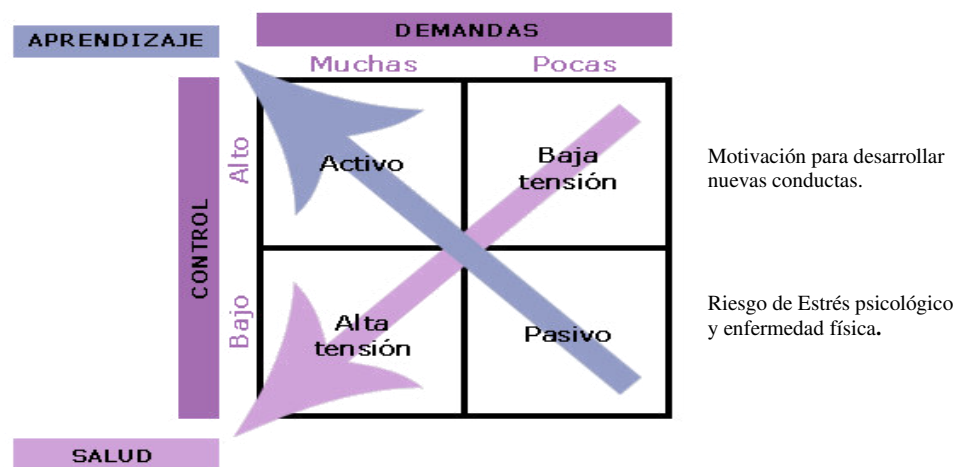 DEMANDAS
APRENDIZAJE
Muchas
Pocas
CONTROL
Alto
Activo
Baja
tensión
Motivación para desarrollar
nuevas conductas.
Bajo
Alta
tensión
Pasivo
Riesgo de Estrés psicológico
y enfermedad física.
SALUD